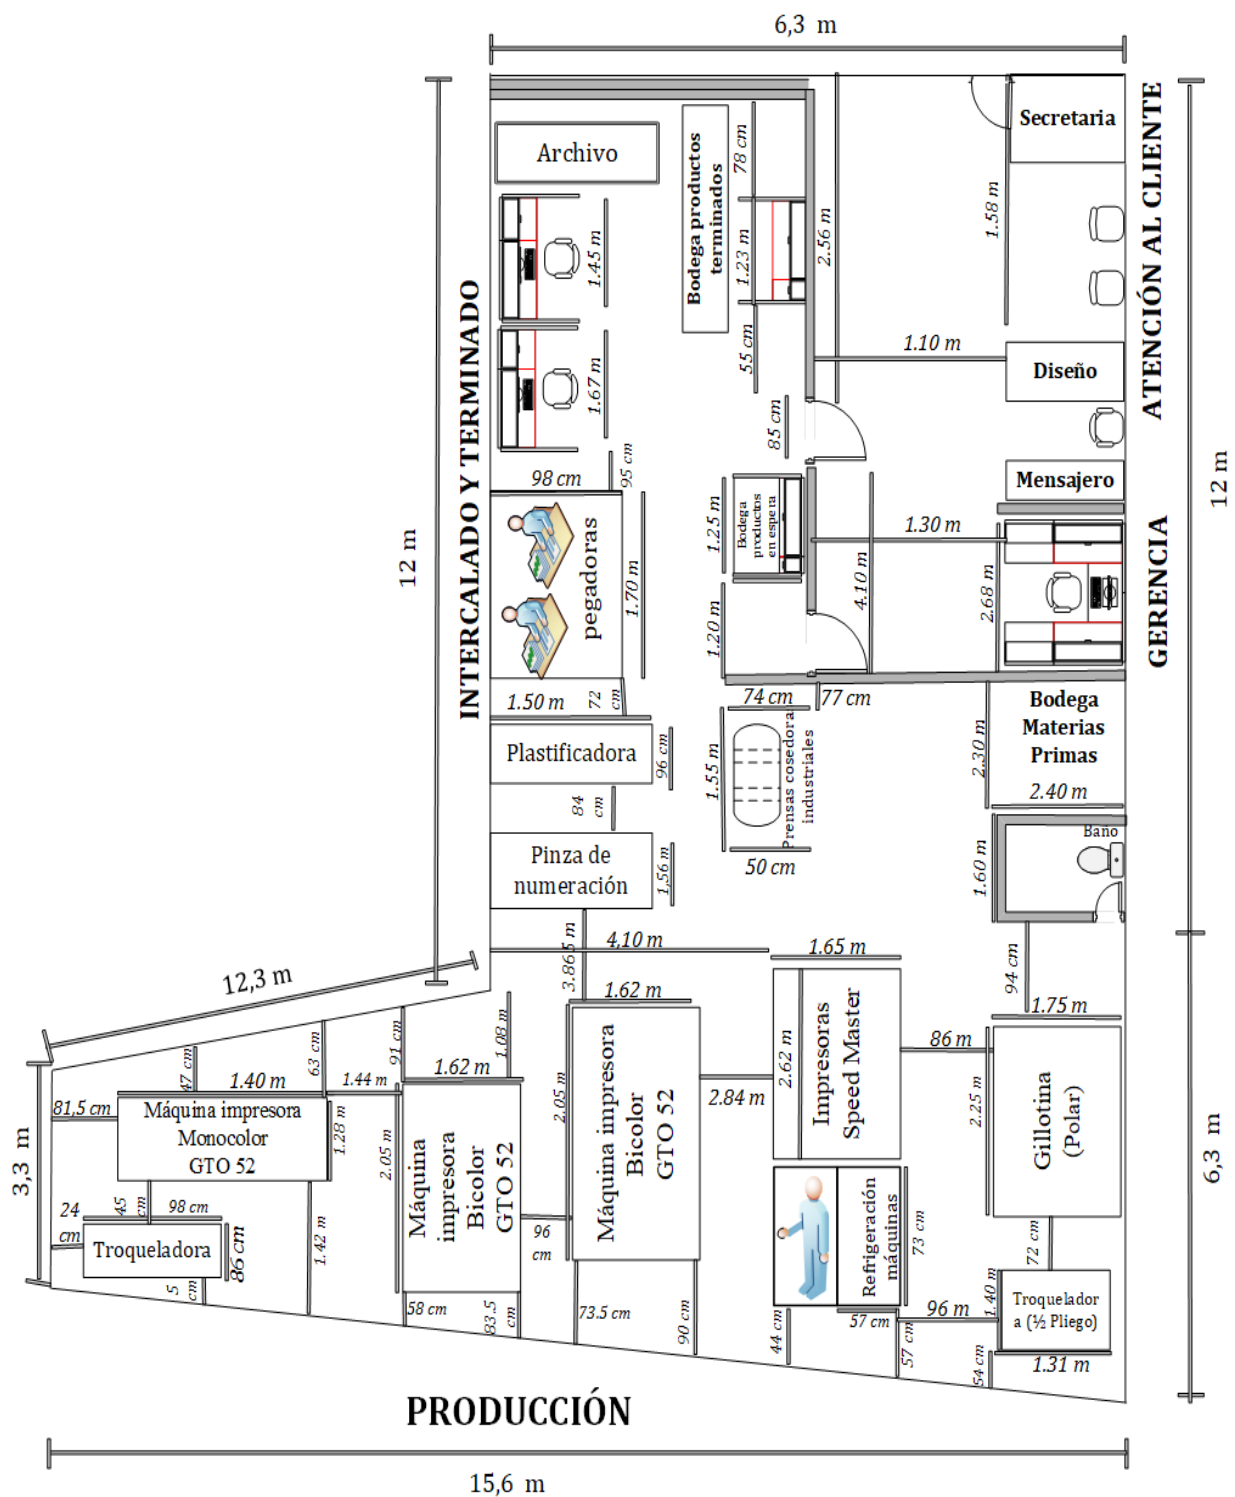 6,3 m
Secretaria
Archivo
Bodega productos
terminados
78 cm
1.23 m
55 cm
2.56 m
1.58 m
ATENCIÓN AL CLIENTE
1.45 m
1.67 m
1.10 m
Diseño
85 cm
Mensajero
INTERCALADO Y TERMINADO
12 m
12 m
95 cm
98 cm
pegadoras
1.70 m
1.25 m
Bodega
productos
en espera
1.20 m
4.10 m
1.30 m
2.68 m
GERENCIA
1.50 m
72
cm
74 cm
77 cm
Bodega
Materias
Primas
2.30 m
2.40 m
Plastificadora
96 cm
1.55 m
Prensas cosedora
industriales
84
cm
50 cm
Baño
1.60 m
Pinza de
numeración
1,56 m
3.865 m
4,10 m
1.65 m
94 cm
12,3 m
1.62 m
1.75 m
47 cm
63 cm
91 cm
1.08 m
1.40 m
1.44 m
1.62 m
2.05 m
Máquina impresora
Bicolor
GTO 52
2.84 m
2.62 m
Impresoras
Speed Master
86 m
2.25 m
Gillotina
(Polar)
81,5 cm
Máquina impresora
Monocolor
GTO 52
1.28 m
2.05 m
Máquina
impresora
Bicolor
GTO 52
3,3 m
6,3 m
24
cm
45
cm
98 cm
Troqueladora
86 cm
1.42 m
5
cm
96
cm
Refrigeración
máquinas
73 cm
72 cm
58 cm
83.5
cm
73.5 cm
90 cm
44 cm
57 cm
57 cm
96 m
1.40 m
Troquelador
a (½ Pliego)
54 cm
1.31 m
PRODUCCIÓN
15,6 m